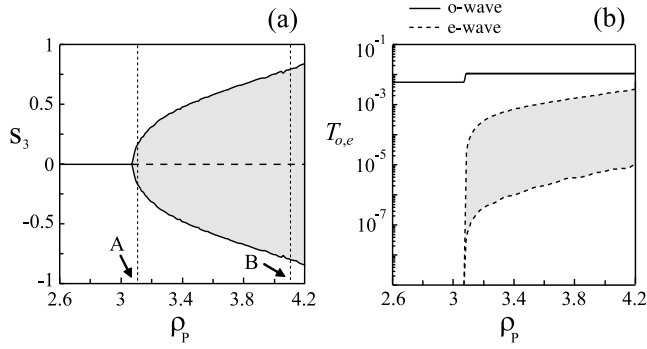 (a)
1
0.5
0
-0.5
-1
S3
A
B
2.6 3 3.4 3.8 4.2
ρP
o-wave
e-wave
(b)
10-1
10-3
10-5
10-7
To,e
2.6 3 3.4 3.8 4.2
ρP